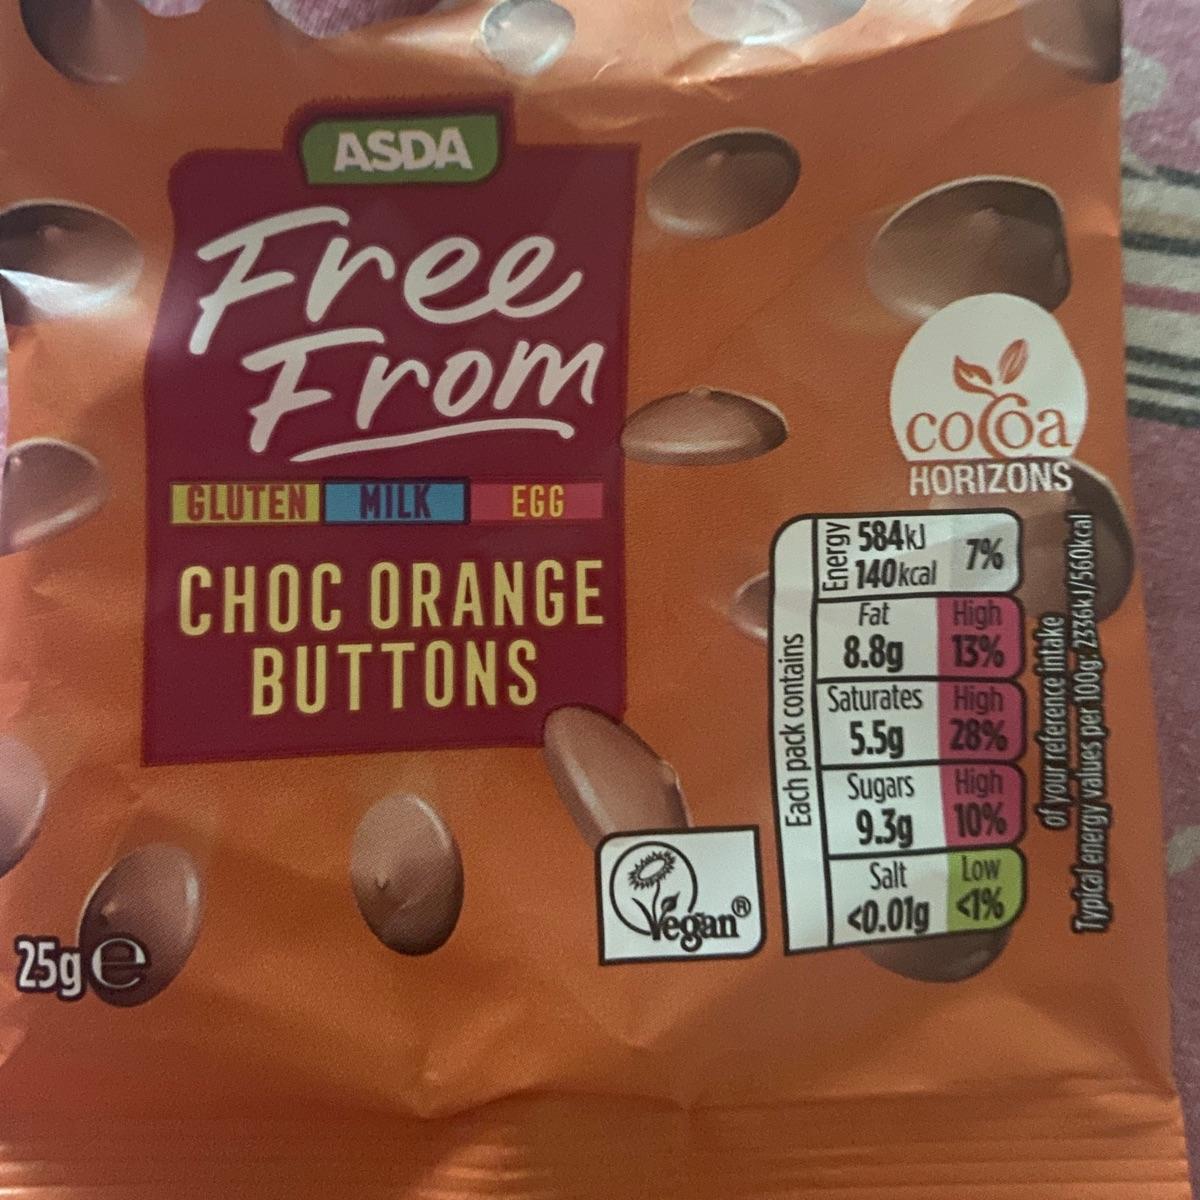 ASDA
Free
From
GLUTEN MILK EGG
CHOC ORANGE
BUTTONS
cocoa
HORIZONS
Each pack contains
Energy
584kJ
140kcal
7%
Fat High
8.8g 13%
Saturates High
5.5g 28%
Sugars High
9.3g 10%
Salt Low
<0.01g <1%
of your reference intake
Typical energy values per 100g: 2336kJ/560kcal
Vegan®
25g e